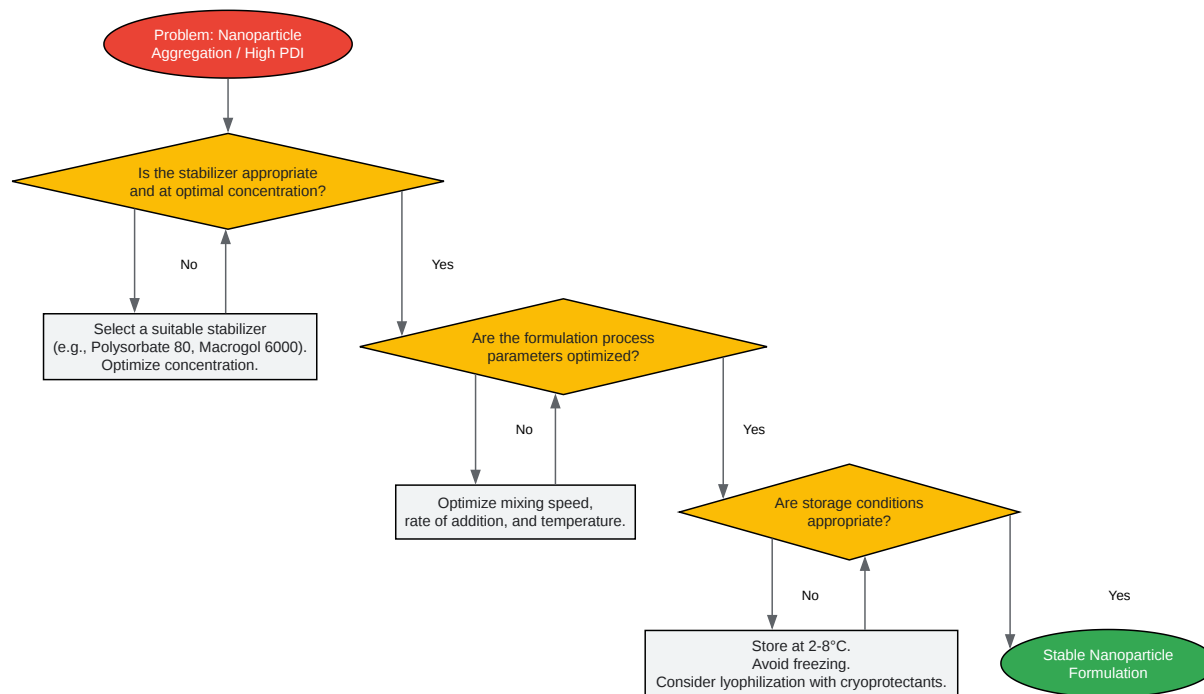 Problem: Nanoparticle
Aggregation / High PDI
Is the stabilizer appropriate
and at optimal concentration?
No
Yes
Select a suitable stabilizer
(e.g., Polysorbate 80, Macrogol 6000).
Optimize concentration.
Are the formulation process
parameters optimized?
No
Yes
Optimize mixing speed,
rate of addition, and temperature.
Are storage conditions
appropriate?
No
Yes
Store at 2-8°C.
Avoid freezing.
Consider lyophilization with cryoprotectants.
Stable Nanoparticle
Formulation